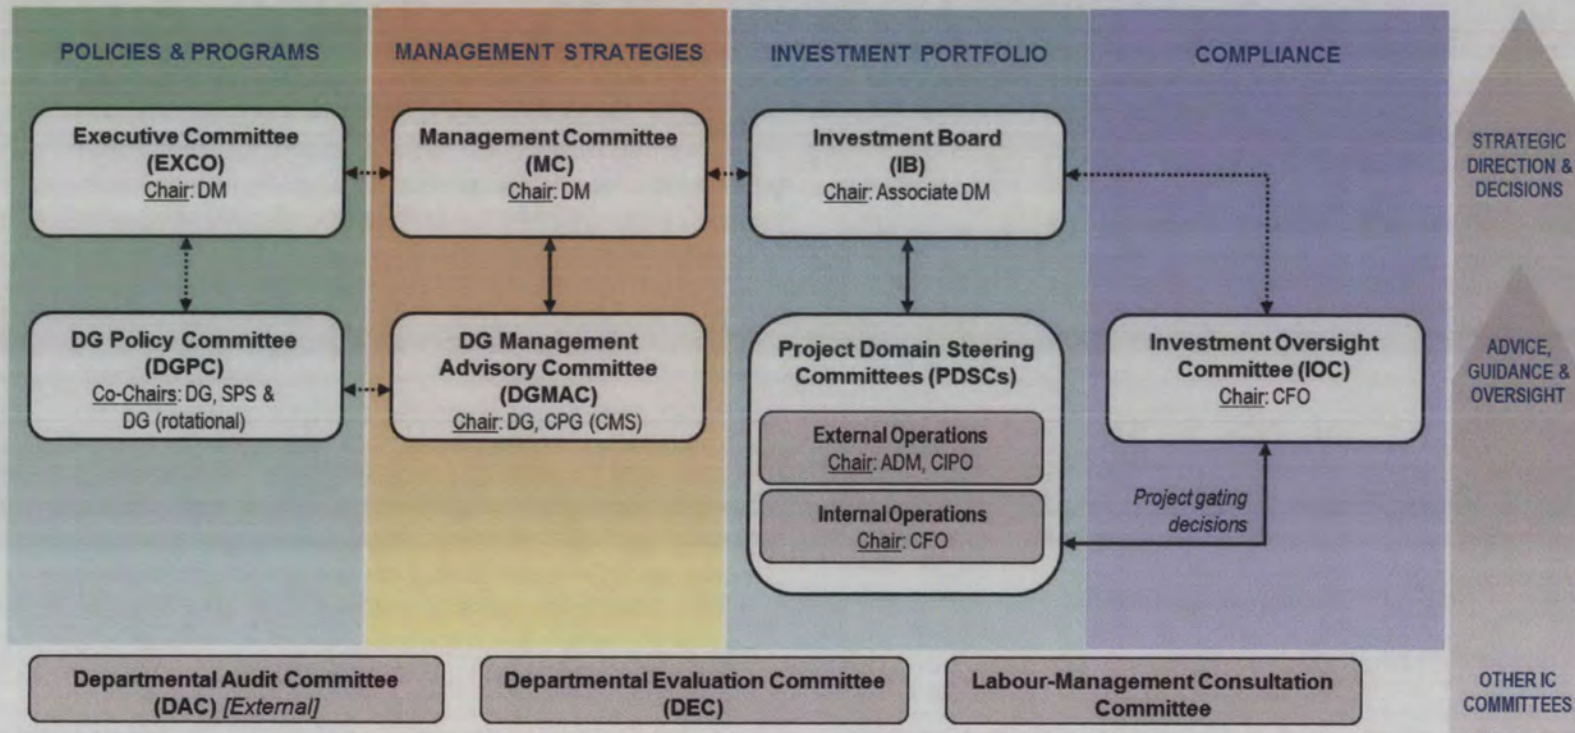 POLICIES & PROGRAMS
MANAGEMENT STRATEGIES
INVESTMENT PORTFOLIO
COMPLIANCE
Executive Committee
(EXCO)
Chair: DM
Management Committee
(MC)
Chair: DM
Investment Board
(IB)
Chair: Associate DM
STRATEGIC
DIRECTION &
DECISIONS
DG Policy Committee
(DGPC)
Co-Chairs: DG, SPS &
DG (rotational)
DG Management
Advisory Committee
(DGMAC)
Chair: DG, CPG (CMS)
Project Domain Steering
Committees (PDSCs)
External Operations
Chair: ADM, CIPO
Internal Operations
Chair: CFO
Investment Oversight
Committee (IOC)
Chair: CFO
Project gating
decisions
ADVICE,
GUIDANCE &
OVERSIGHT
Departmental Audit Committee
(DAC) [External]
Departmental Evaluation Committee
(DEC)
Labour-Management Consultation
Committee
OTHER IC
COMMITTEES